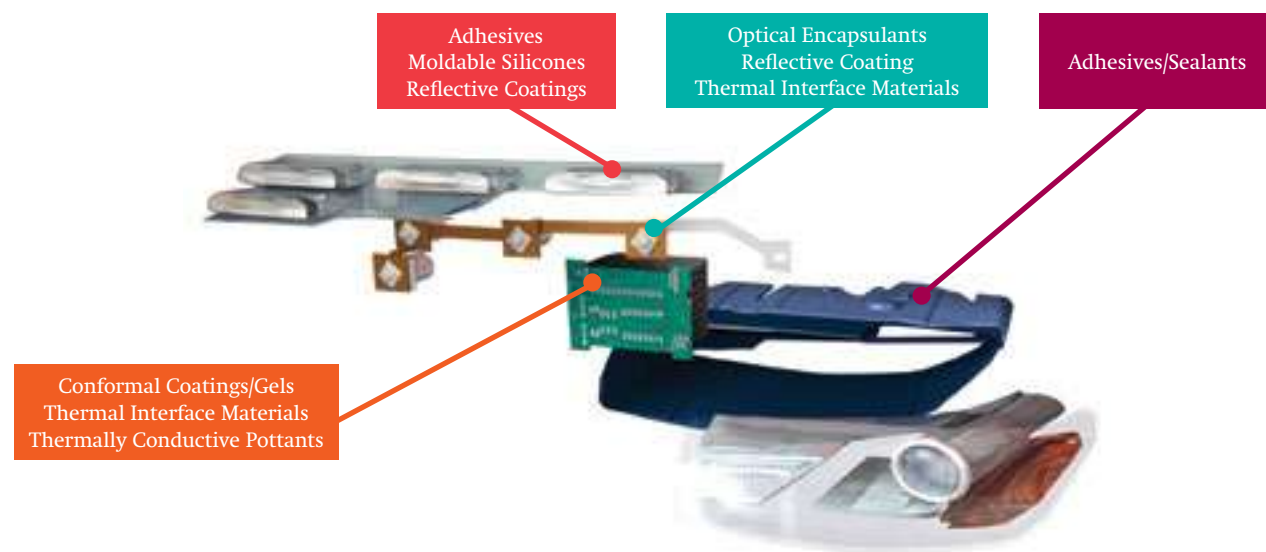 Adhesives
Moldable Silicones
Reflective Coatings
Optical Encapsulants
Reflective Coating
Thermal Interface Materials
Adhesives/Sealants
Conformal Coatings/Gels
Thermal Interface Materials
Thermally Conductive Pottants